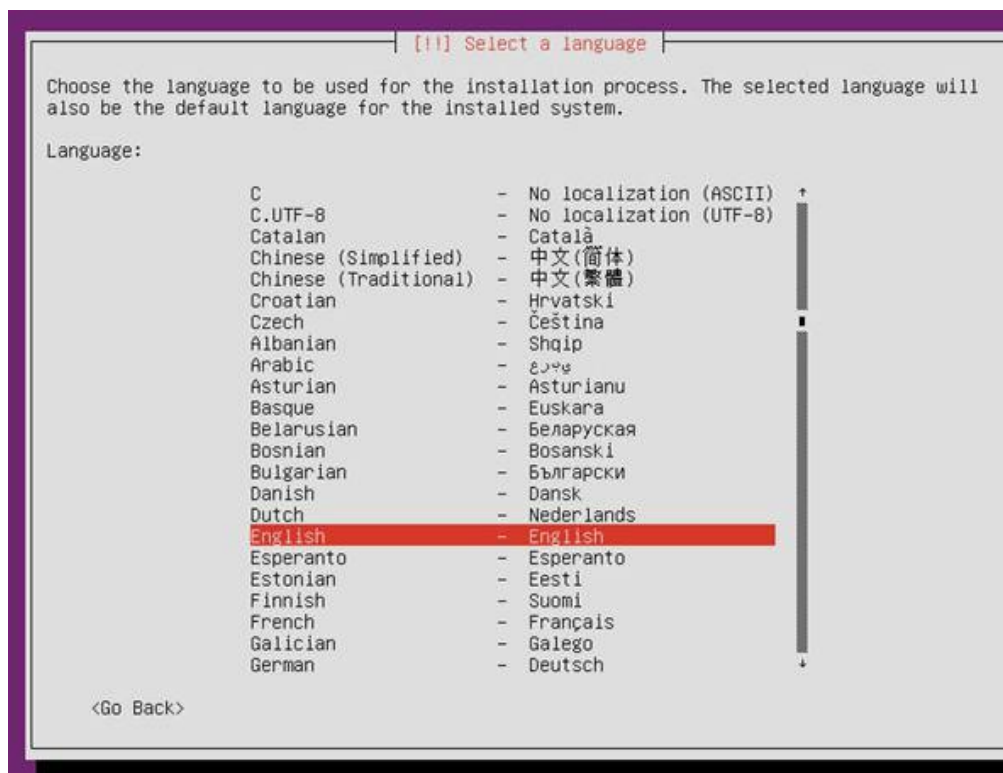 [!!] Select a language
Choose the language to be used for the installation process. The selected language will
also be the default language for the installed system.
Language:
C - No localization (ASCII)
C.UTF-8 - No localization (UTF-8)
Catalan - Català
Chinese (Simplified) - 中文(简体)
Chinese (Traditional) - 中文(繁體)
Croatian - Hrvatski
Czech - Čeština
Albanian - Shqip
Arabic -
Asturian - Asturianu
Basque - Euskara
Belarusian - Беларуская
Bosnian - Bosanski
Bulgarian - Български
Danish - Dansk
Dutch - Nederlands
English - English
Esperanto - Esperanto
Estonian - Eesti
Finnish - Suomi
French - Français
Galician - Galego
German - Deutsch
<Go Back>